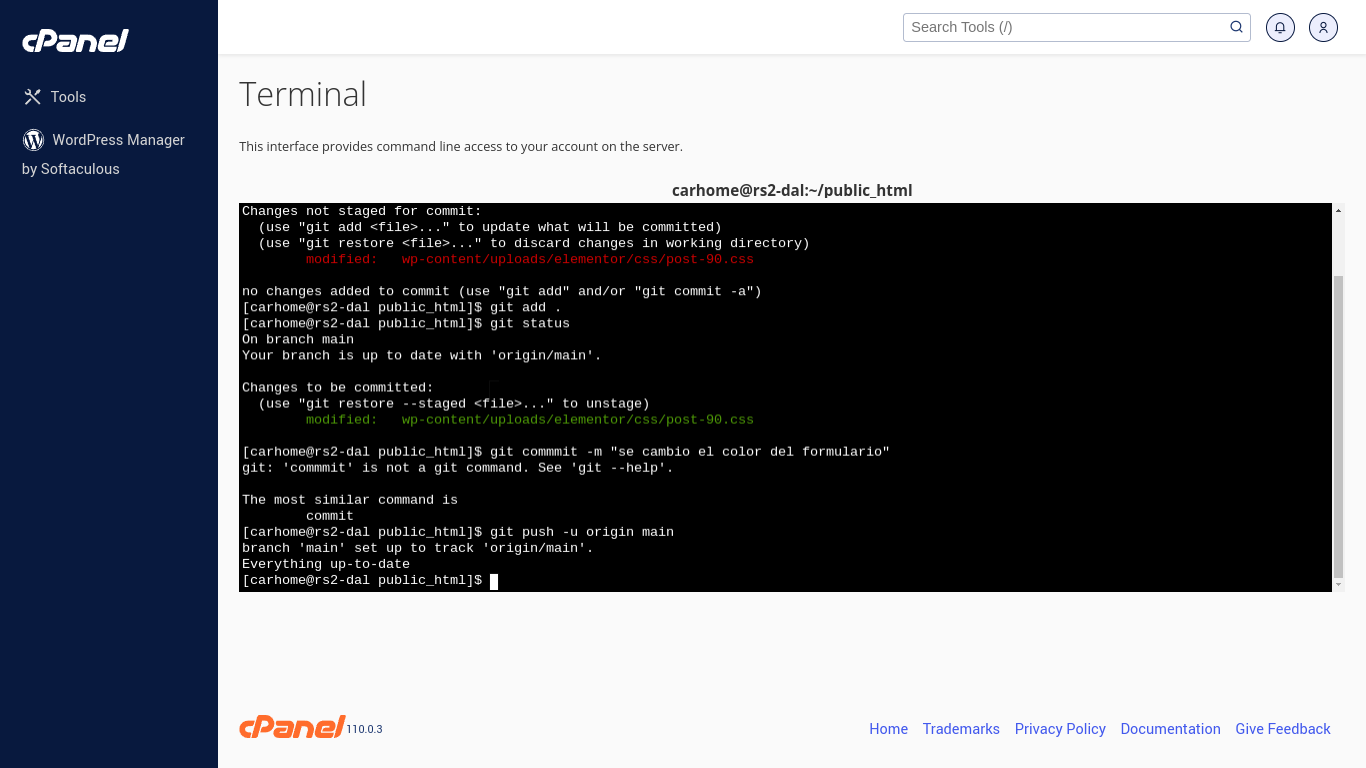 cPanel
Search Tools (/)
Tools
WordPress Manager
by Softaculous
Terminal
This interface provides command line access to your account on the server.
carhome@rs2-dal:~/public_html
Changes not staged for commit:
  (use "git add <file>..." to update what will be committed)
  (use "git restore <file>..." to discard changes in working directory)
        modified:   wp-content/uploads/elementor/css/post-90.css
no changes added to commit (use "git add" and/or "git commit -a")
[carhome@rs2-dal public_html]$ git add .
[carhome@rs2-dal public_html]$ git status
On branch main
Your branch is up to date with 'origin/main'.
Changes to be committed:
  (use "git restore --staged <file>..." to unstage)
        modified:   wp-content/uploads/elementor/css/post-90.css
[carhome@rs2-dal public_html]$ git commmit -m "se cambio el color del formulario"
git: 'commmit' is not a git command. See 'git --help'.
The most similar command is
        commit
[carhome@rs2-dal public_html]$ git push -u origin main
branch 'main' set up to track 'origin/main'.
Everything up-to-date
[carhome@rs2-dal public_html]$
cPanel 110.0.3
Home Trademarks Privacy Policy Documentation Give Feedback